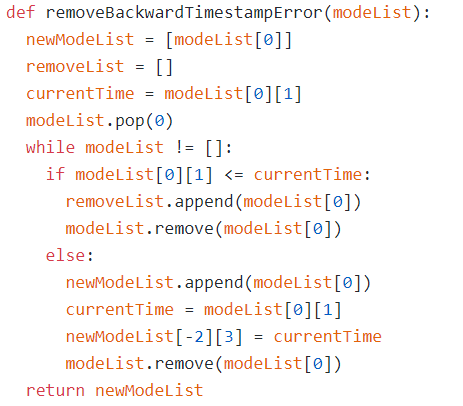 def removeBackwardTimestampError(modeList):
  newModeList = [modeList[0]]
  removeList = []
  currentTime = modeList[0][1]
  modeList.pop(0)
  while modeList != []:
    if modeList[0][1] <= currentTime:
      removeList.append(modeList[0])
      modeList.remove(modeList[0])
    else:
      newModeList.append(modeList[0])
      currentTime = modeList[0][1]
      newModeList[-2][3] = currentTime
      modeList.remove(modeList[0])
  return newModeList